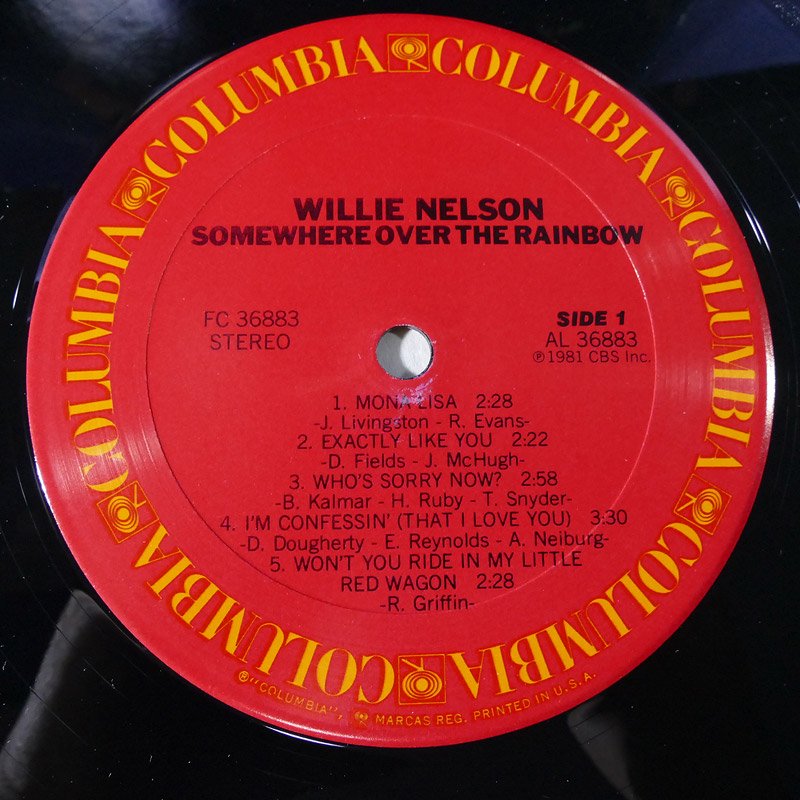 COLUMBIA COLUMBIA COLUMBIA COLUMBIA COLUMBIA COLUMBIA COLUMBIA COLUMBIA
WILLIE NELSON
SOMEWHERE OVER THE RAINBOW
FC 36883
STEREO
SIDE 1
AL 36883
℗1981 CBS Inc.
1. MONA LISA 2:28
-J. Livingston - R. Evans-
2. EXACTLY LIKE YOU 2:22
-D. Fields - J. McHugh-
3. WHO'S SORRY NOW? 2:58
-B. Kalmar - H. Ruby - T. Snyder-
4. I'M CONFESSIN' (THAT I LOVE YOU) 3:30
-D. Dougherty - E. Reynolds - A. Neiburg-
5. WON'T YOU RIDE IN MY LITTLE
RED WAGON 2:28
-R. Griffin-
®"COLUMBIA", MARCAS REG. PRINTED IN U.S.A.